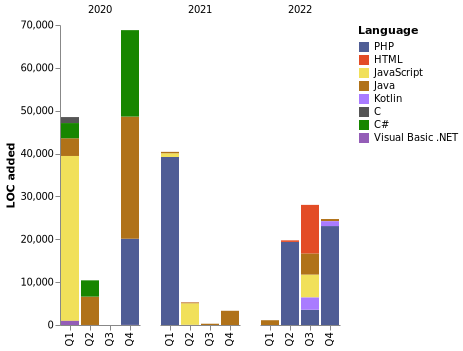 2020 2021 2022
Language
PHP
HTML
JavaScript
Java
Kotlin
C
C#
Visual Basic .NET
LOC added
70,000
60,000
50,000
40,000
30,000
20,000
10,000
0
Q1 Q2 Q3 Q4 Q1 Q2 Q3 Q4 Q1 Q2 Q3 Q4